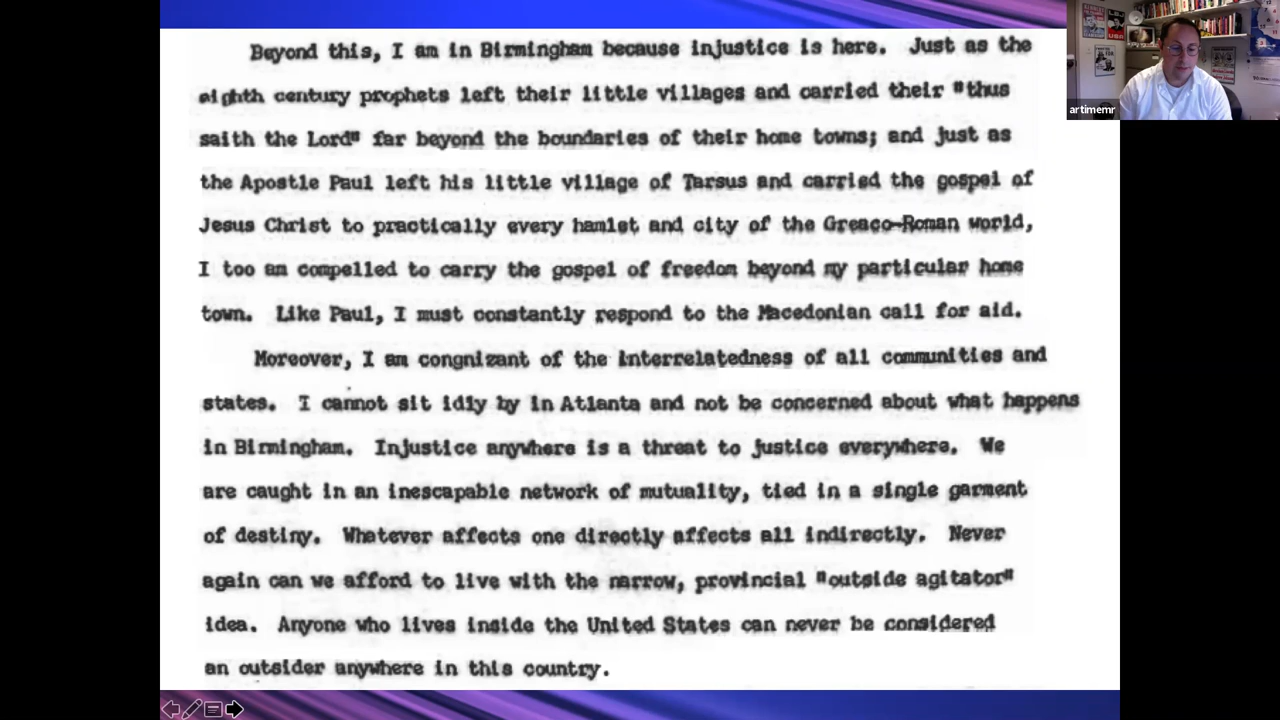 Beyond this, I am in Birmingham because injustice is here. Just as the
eighth century prophets left their little villages and carried their "thus
saith the Lord" far beyond the boundaries of their home towns; and just as
the Apostle Paul left his little village of Tarsus and carried the gospel of
Jesus Christ to practically every hamlet and city of the Greaco-Roman world,
I too am compelled to carry the gospel of freedom beyond my particular home
town. Like Paul, I must constantly respond to the Macedonian call for aid.
Moreover, I am congnizant of the interrelatedness of all communities and
states. I cannot sit idly by in Atlanta and not be concerned about what happens
in Birmingham. Injustice anywhere is a threat to justice everywhere. We
are caught in an inescapable network of mutuality, tied in a single garment
of destiny. Whatever affects one directly affects all indirectly. Never
again can we afford to live with the narrow, provincial "outside agitator"
idea. Anyone who lives inside the United States can never be considered
an outsider anywhere in this country.
artimemr